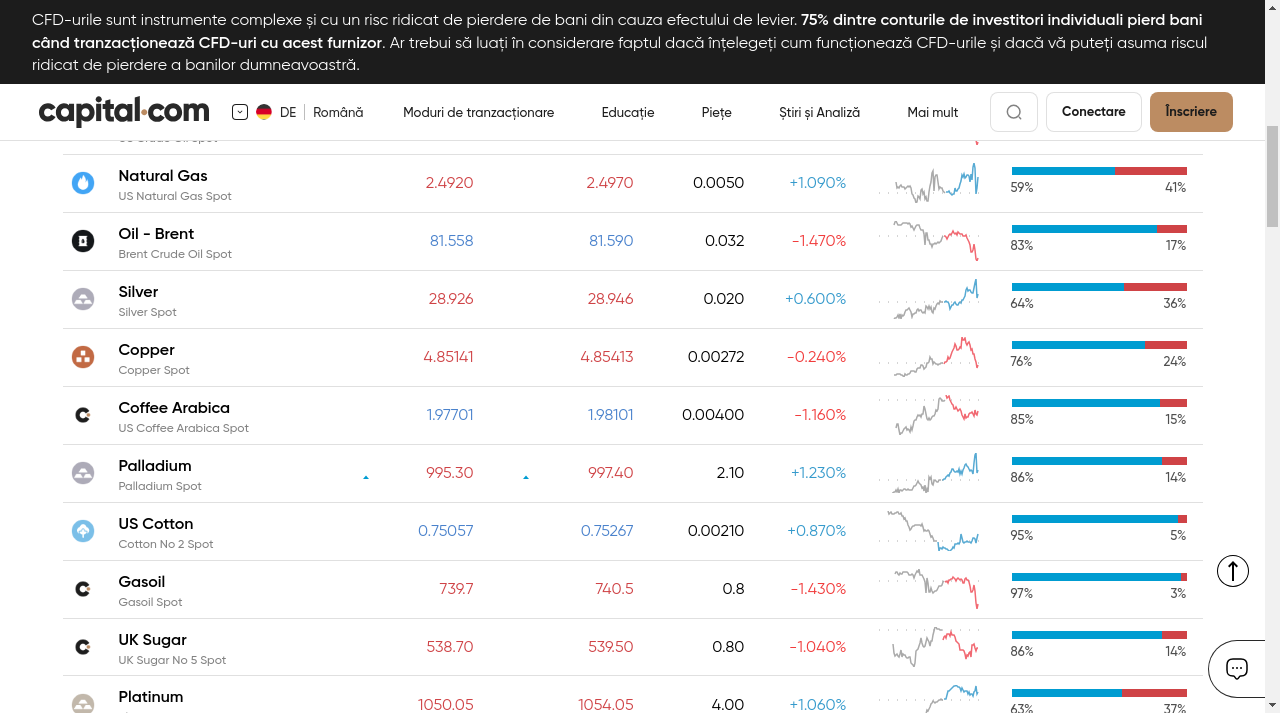 CFD-urile sunt instrumente complexe și cu un risc ridicat de pierdere de bani din cauza efectului de levier. 75% dintre conturile de investitori individuali pierd bani
când tranzacționează CFD-uri cu acest furnizor. Ar trebui să luați în considerare faptul dacă înțelegeți cum funcționează CFD-urile și dacă vă puteți asuma riscul
ridicat de pierdere a banilor dumneavoastră.
capital.com DE Română Moduri de tranzacționare Educație Piețe Știri și Analiză Mai mult Conectare Înscriere
US Crude Oil Spot
Natural Gas 2.4920 2.4970 0.0050 +1.090%
US Natural Gas Spot 59% 41%
Oil - Brent 81.558 81.590 0.032 -1.470%
Brent Crude Oil Spot 83% 17%
Silver 28.926 28.946 0.020 +0.600%
Silver Spot 64% 36%
Copper 4.85141 4.85413 0.00272 -0.240%
Copper Spot 76% 24%
Coffee Arabica 1.97701 1.98101 0.00400 -1.160%
US Coffee Arabica Spot 85% 15%
Palladium 995.30 997.40 2.10 +1.230%
Palladium Spot 86% 14%
US Cotton 0.75057 0.75267 0.00210 +0.870%
Cotton No 2 Spot 95% 5%
Gasoil 739.7 740.5 0.8 -1.430%
Gasoil Spot 97% 3%
UK Sugar 538.70 539.50 0.80 -1.040%
UK Sugar No 5 Spot 86% 14%
Platinum 1050.05 1054.05 4.00 +1.060%
63% 37%